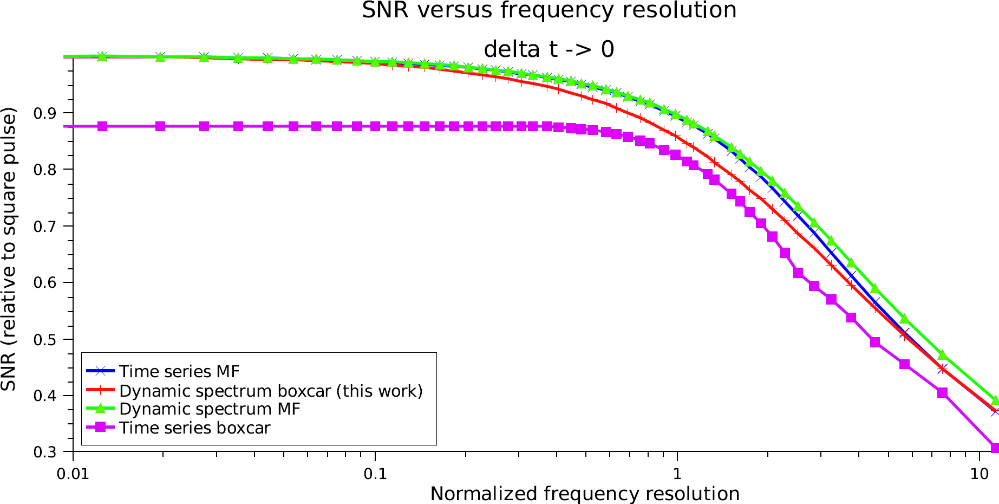 SNR versus frequency resolution
delta t -> 0
SNR (relative to square pulse)
0.9
0.8
0.7
0.6
0.5
0.4
0.3
Time series MF
Dynamic spectrum boxcar (this work)
Dynamic spectrum MF
Time series boxcar
0.01 0.1 1 10
Normalized frequency resolution